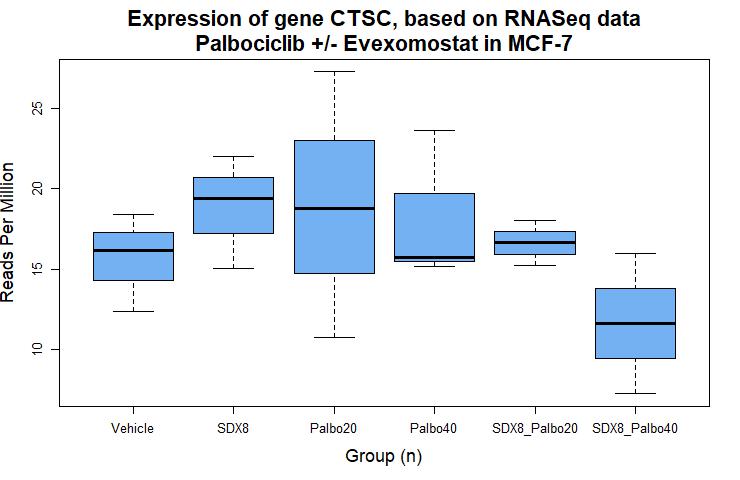 Expression of gene CTSC, based on RNASeq data
Palbociclib +/- Evexomostat in MCF-7
Reads Per Million
25
20
15
10
Vehicle SDX8 Palbo20 Palbo40 SDX8_Palbo20 SDX8_Palbo40
Group (n)